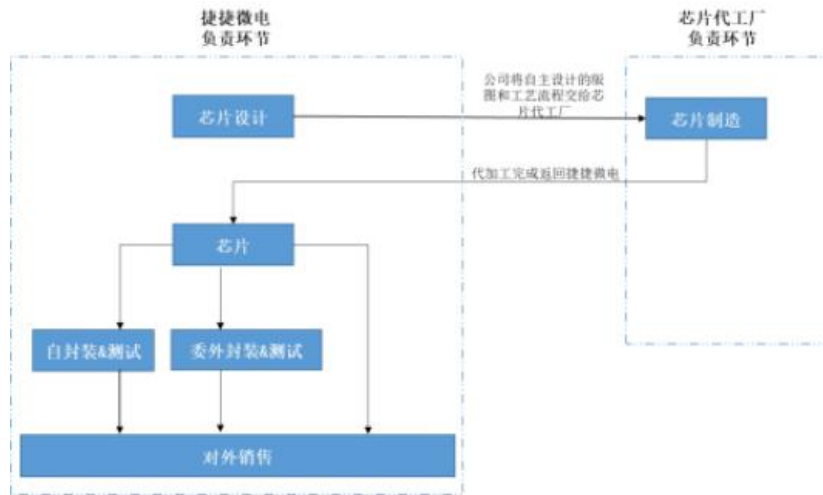 捷捷微电
负责环节
芯片代工厂
负责环节
公司将自主设计的版
图和工艺流程交给芯
片代工厂
芯片设计
芯片制造
代加工完成返回捷捷微电
芯片
自封装&测试
委外封装&测试
对外销售